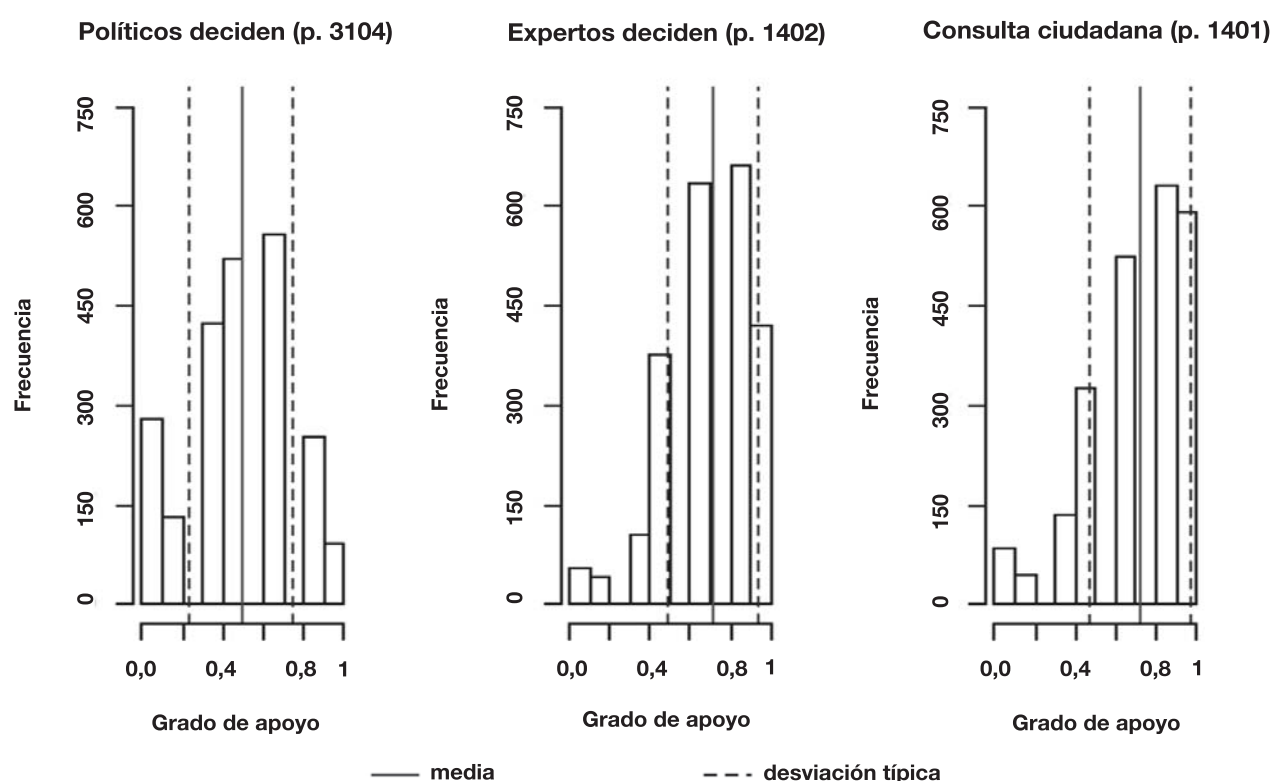 Políticos deciden (p. 3104)
750
600
450
300
150
0
Frecuencia
0,0 0,4 0,8 1
Grado de apoyo
Expertos deciden (p. 1402)
750
600
450
300
150
0
Frecuencia
0,0 0,4 0,8 1
Grado de apoyo
Consulta ciudadana (p. 1401)
750
600
450
300
150
0
Frecuencia
0,0 0,4 0,8 1
Grado de apoyo
media desviación típica